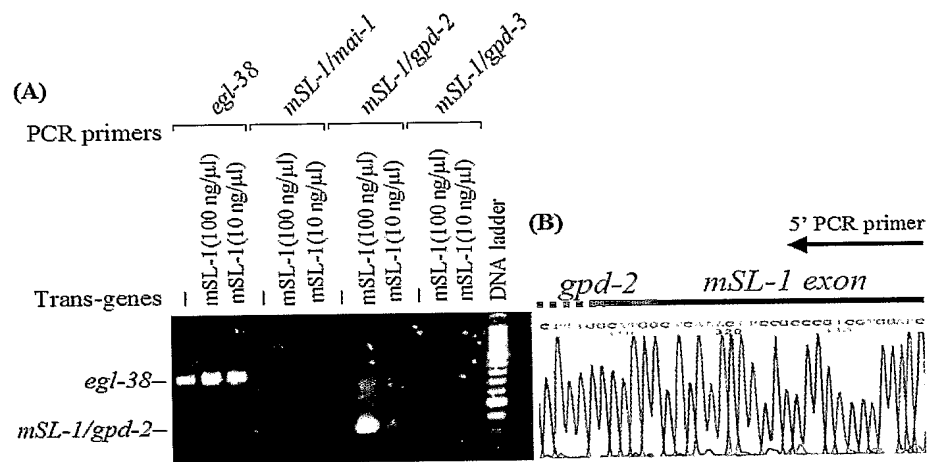 (A)
egl-38
mSL-1/mai-1
mSL-1/gpd-2
mSL-1/gpd-3
PCR primers
Trans-genes
–
mSL-1(100 ng/µl)
mSL-1(10 ng/µl)
–
mSL-1(100 ng/µl)
mSL-1(10 ng/µl)
–
mSL-1(100 ng/µl)
mSL-1(10 ng/µl)
–
mSL-1(100 ng/µl)
mSL-1(10 ng/µl)
DNA ladder
egl-38–
mSL-1/gpd-2–
(B)
5' PCR primer
gpd-2 mSL-1 exon